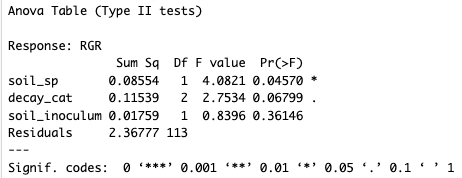 Anova Table (Type II tests)
Response: RGR
Sum Sq Df F value Pr(>F)
soil_sp 0.08554 1 4.0821 0.04570 *
decay_cat 0.11539 2 2.7534 0.06799 .
soil_inoculum 0.01759 1 0.8396 0.36146
Residuals 2.36777 113
---
Signif. codes: 0 ‘***’ 0.001 ‘**’ 0.01 ‘*’ 0.05 ‘.’ 0.1 ‘ ’ 1